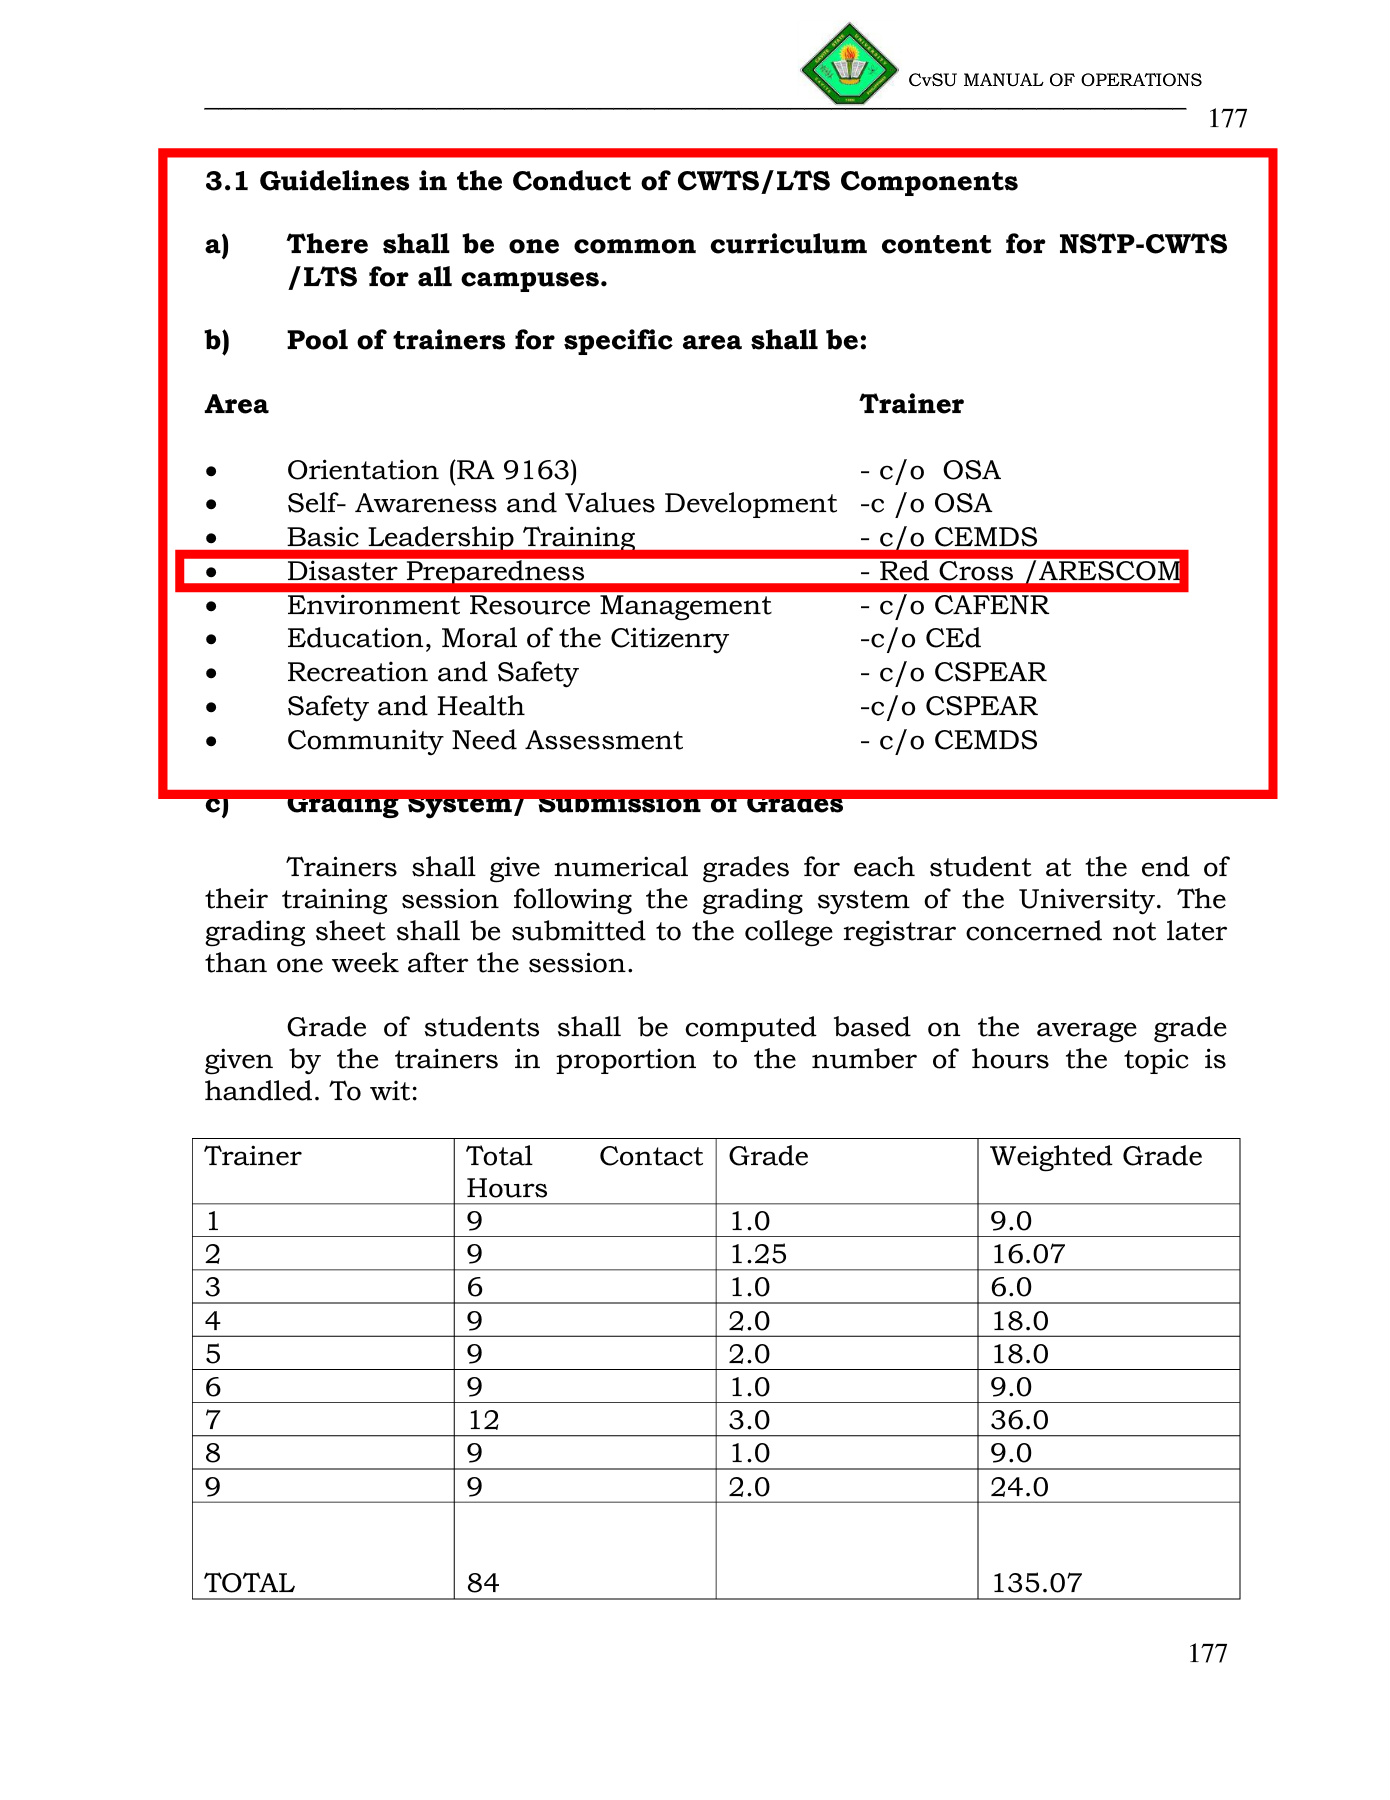 CvSU MANUAL OF OPERATIONS
177
3.1 Guidelines in the Conduct of CWTS/LTS Components
a) There shall be one common curriculum content for NSTP-CWTS
/LTS for all campuses.
b) Pool of trainers for specific area shall be:
Area Trainer
• Orientation (RA 9163) - c/o OSA
• Self- Awareness and Values Development -c /o OSA
• Basic Leadership Training - c/o CEMDS
• Disaster Preparedness - Red Cross /ARESCOM
• Environment Resource Management - c/o CAFENR
• Education, Moral of the Citizenry -c/o CEd
• Recreation and Safety - c/o CSPEAR
• Safety and Health -c/o CSPEAR
• Community Need Assessment - c/o CEMDS
c) Grading System/ Submission of Grades
Trainers shall give numerical grades for each student at the end of
their training session following the grading system of the University. The
grading sheet shall be submitted to the college registrar concerned not later
than one week after the session.
Grade of students shall be computed based on the average grade
given by the trainers in proportion to the number of hours the topic is
handled. To wit:
Trainer Total Contact Grade Weighted Grade
Hours
1 9 1.0 9.0
2 9 1.25 16.07
3 6 1.0 6.0
4 9 2.0 18.0
5 9 2.0 18.0
6 9 1.0 9.0
7 12 3.0 36.0
8 9 1.0 9.0
9 9 2.0 24.0
TOTAL 84 135.07
177